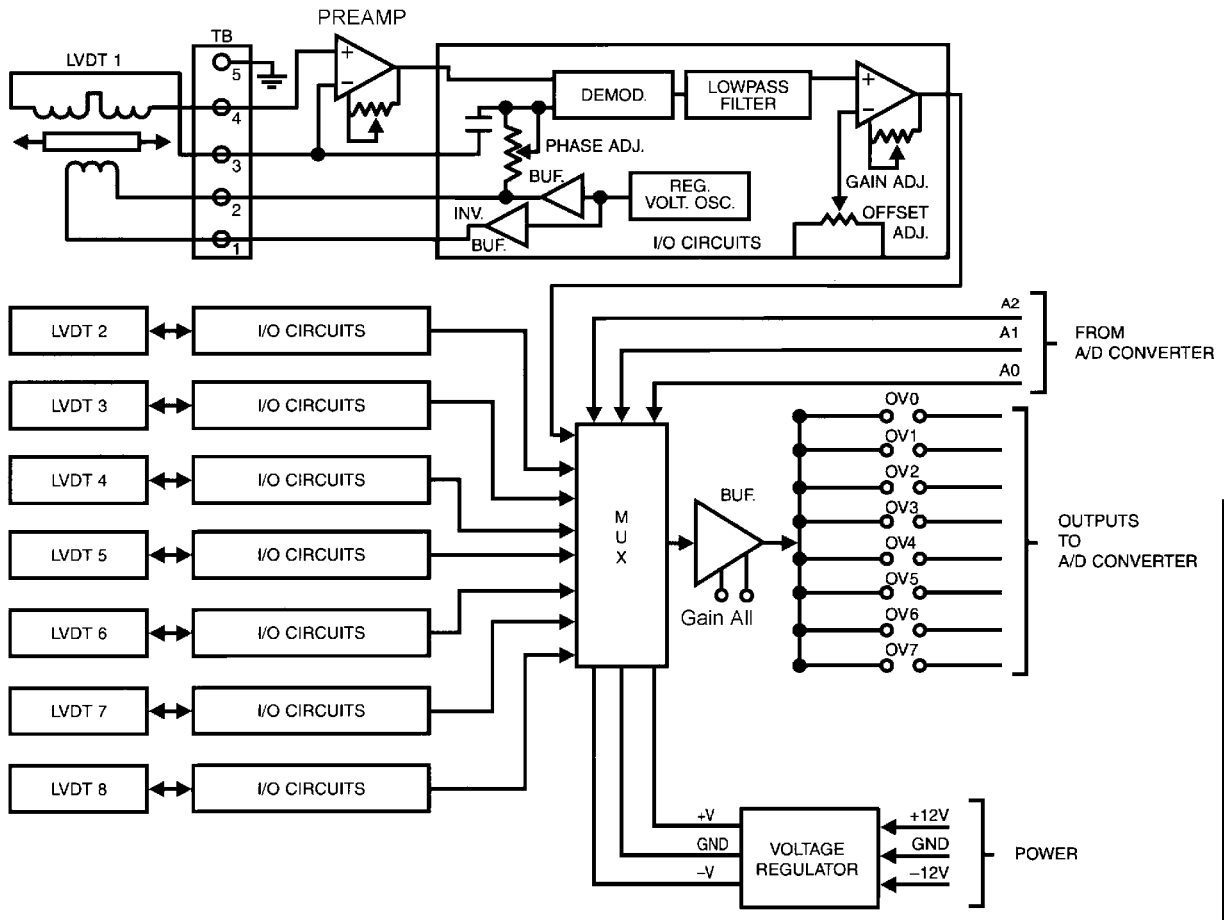 PREAMP
TB
LVDT 1
5
4
3
2
1
+
−
DEMOD.
LOWPASS
FILTER
+
−
PHASE ADJ.
BUF.
REG.
VOLT. OSC.
INV.
BUF.
GAIN ADJ.
OFFSET
ADJ.
I/O CIRCUITS
LVDT 2
I/O CIRCUITS
LVDT 3
I/O CIRCUITS
LVDT 4
I/O CIRCUITS
LVDT 5
I/O CIRCUITS
LVDT 6
I/O CIRCUITS
LVDT 7
I/O CIRCUITS
LVDT 8
I/O CIRCUITS
A2
A1
A0
FROM
A/D CONVERTER
M
U
X
BUF.
Gain All
OV0
OV1
OV2
OV3
OV4
OV5
OV6
OV7
OUTPUTS
TO
A/D CONVERTER
+V
GND
−V
VOLTAGE
REGULATOR
+12V
GND
−12V
POWER